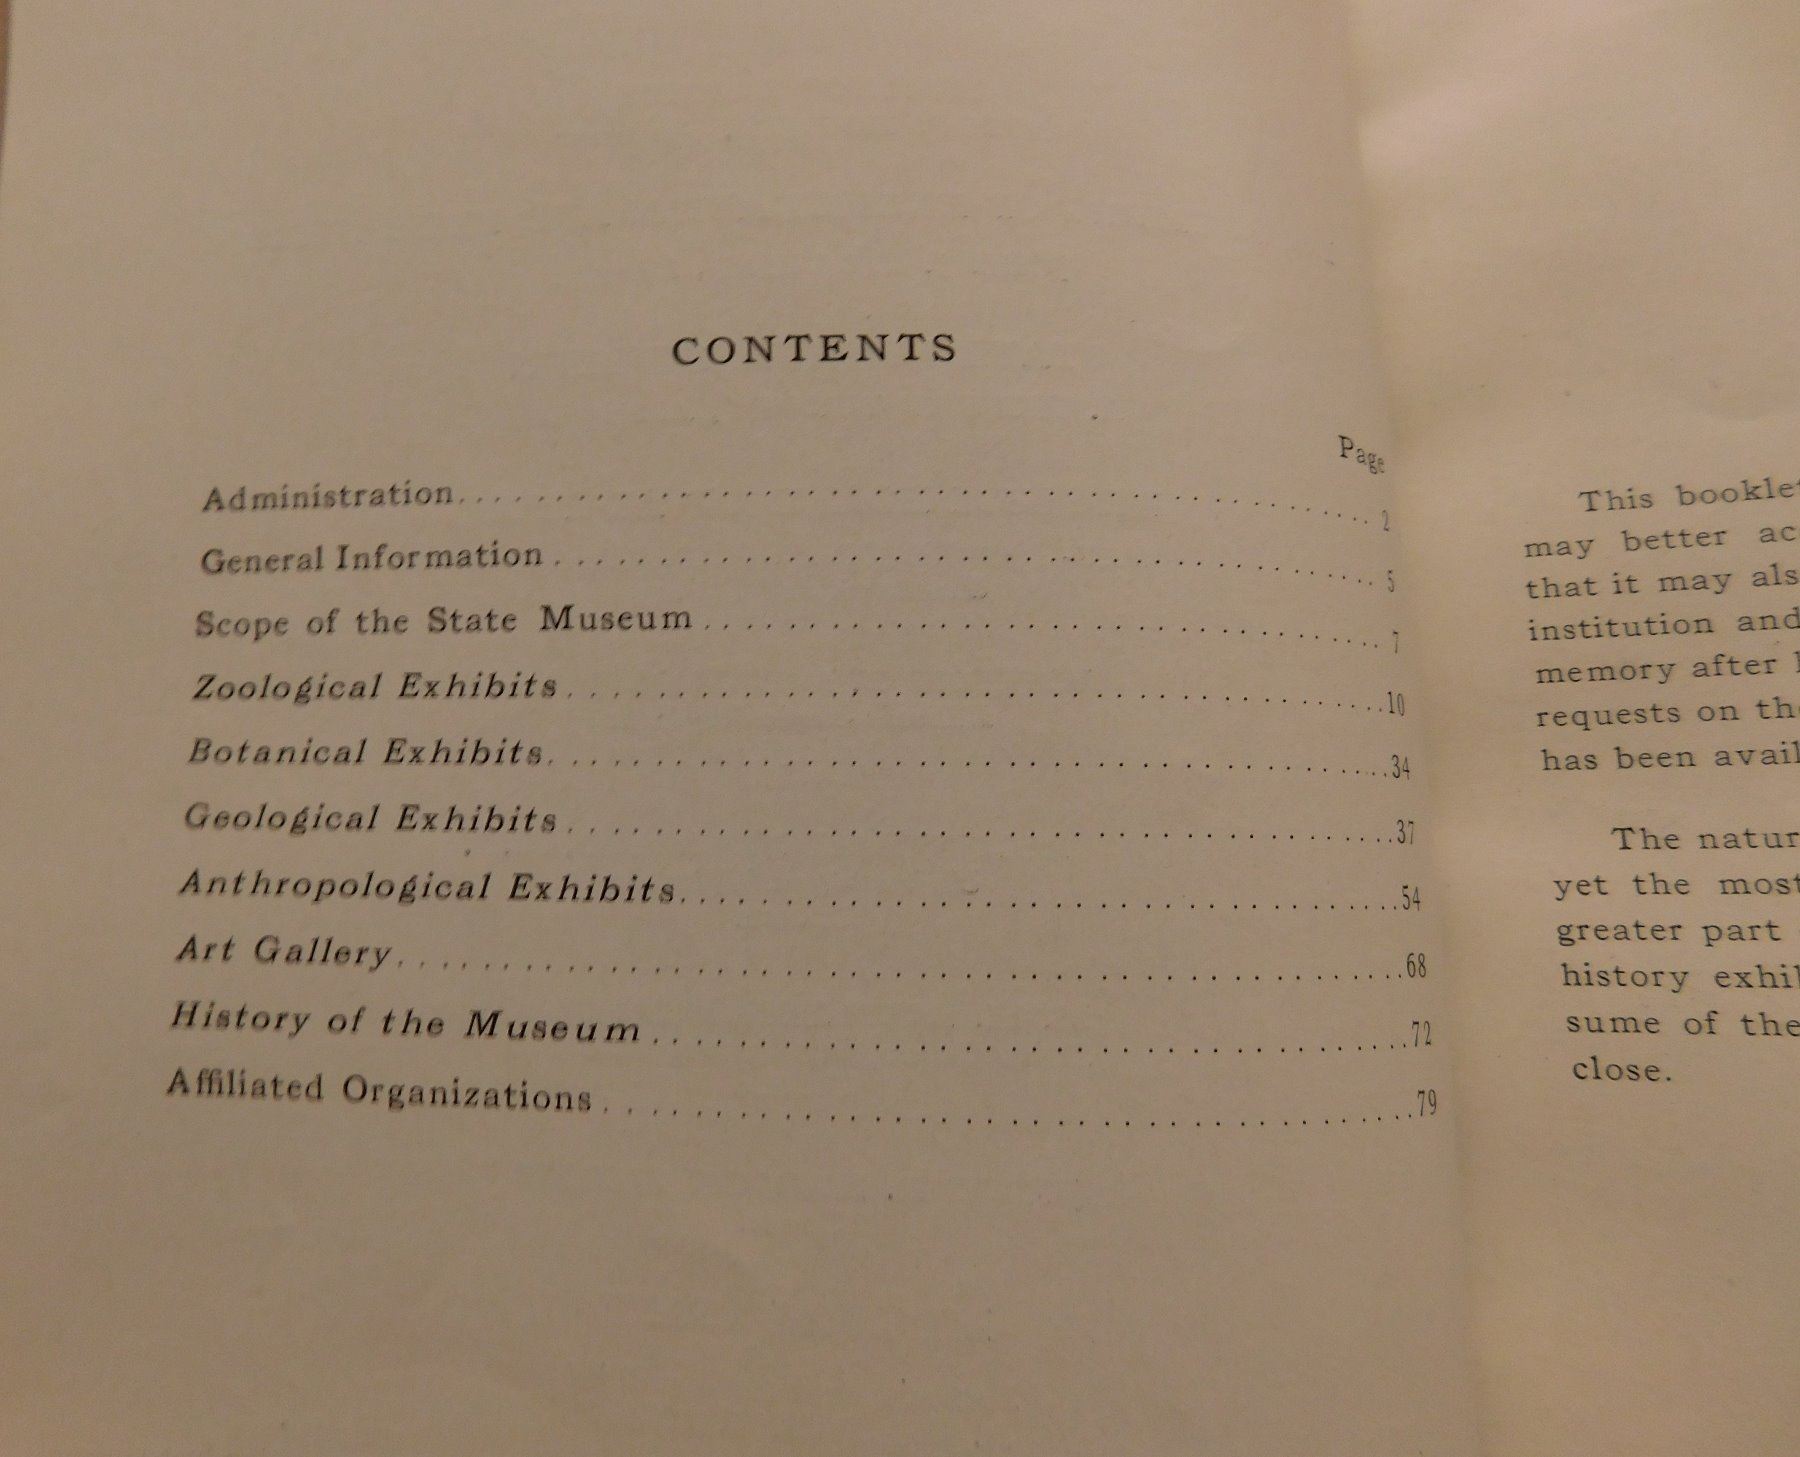 CONTENTS
Page
Administration.................................................. 2
General Information............................................. 5
Scope of the State Museum....................................... 7
Zoological Exhibits.............................................10
Botanical Exhibits..............................................34
Geological Exhibits.............................................37
Anthropological Exhibits........................................54
Art Gallery.....................................................68
History of the Museum...........................................72
Affiliated Organizations........................................79
This booklet
may better ac
that it may als
institution and
memory after
requests on the
has been avail
The natur
yet the most
greater part
history exhib
sume of the
close.